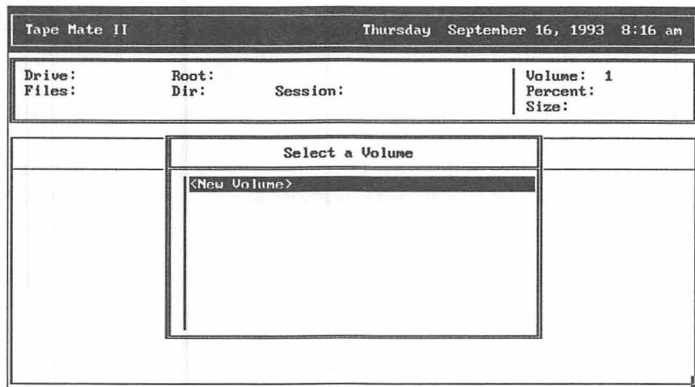 Tape Mate II Thursday September 16, 1993 8:16 am
Drive: Root: Volume: 1
Files: Dir: Session: Percent:
Size:
Select a Volume
<New Volume>